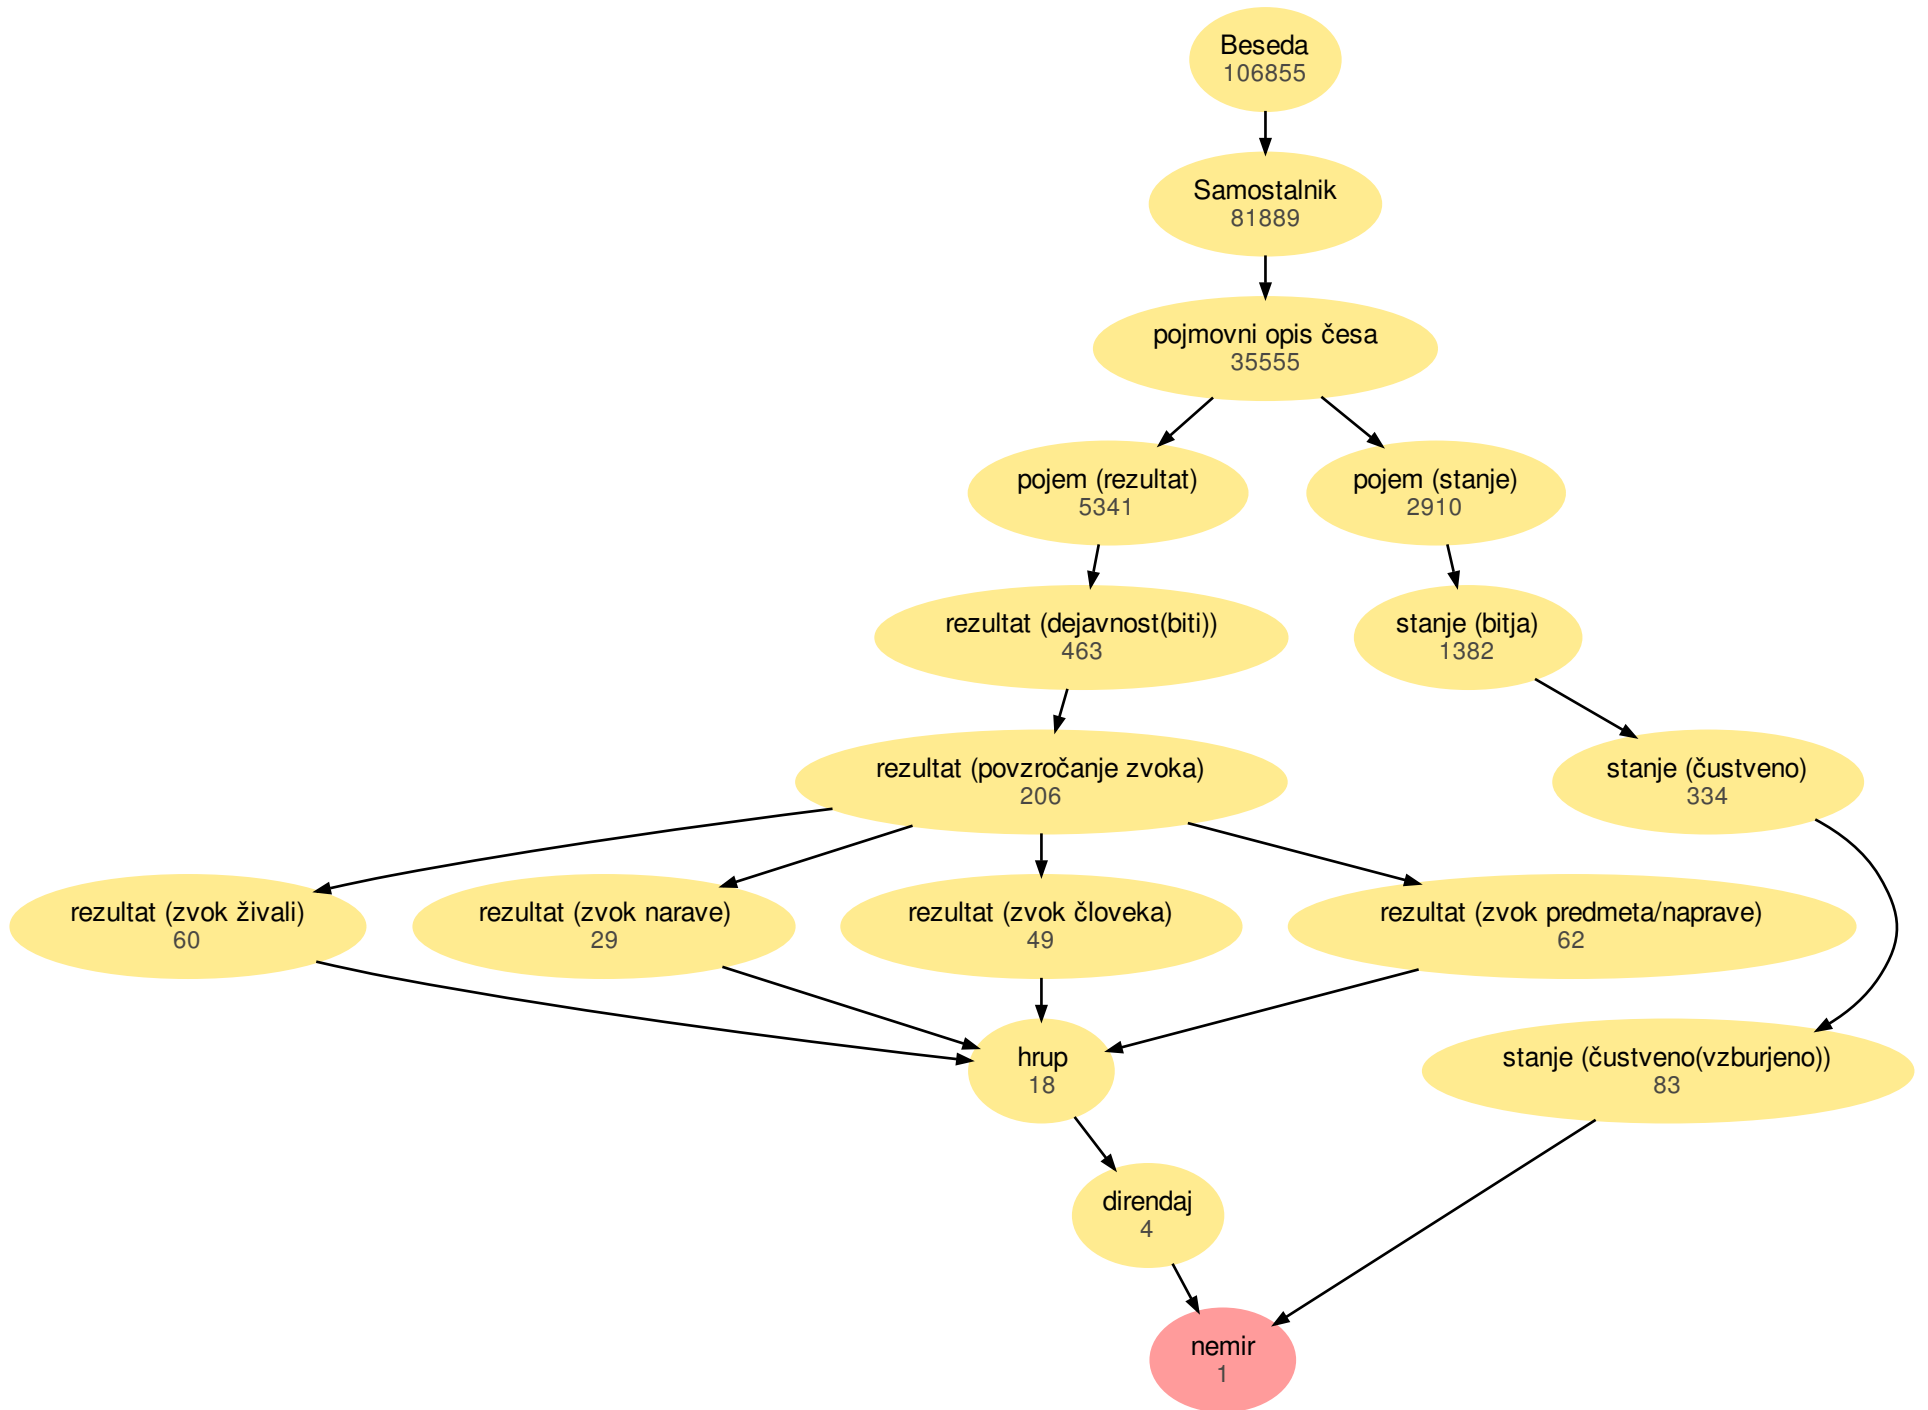 Beseda
106855
Samostalnik
81889
pojmovni opis česa
35555
pojem (rezultat)
5341
pojem (stanje)
2910
rezultat (dejavnost(biti))
463
stanje (bitja)
1382
rezultat (povzročanje zvoka)
206
stanje (čustveno)
334
rezultat (zvok živali)
60
rezultat (zvok narave)
29
rezultat (zvok človeka)
49
rezultat (zvok predmeta/naprave)
62
hrup
18
stanje (čustveno(vzburjeno))
83
direndaj
4
nemir
1